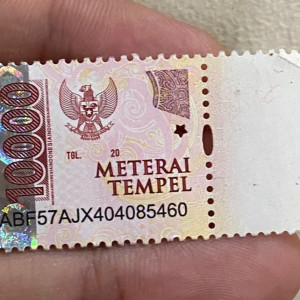 10000
TGL. 20
METERAI
TEMPEL
ABF57AJX404085460